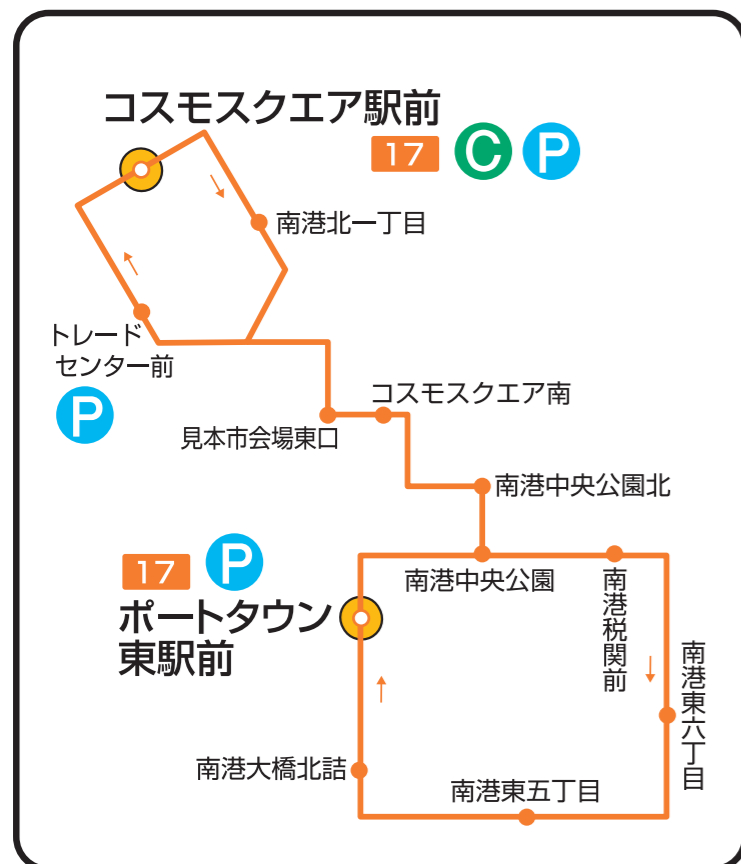 コスモスクエア駅前
17 C P
南港北一丁目
トレード
センター前
P
コスモスクエア南
見本市会場東口
南港中央公園北
17 P
南港中央公園
ポートタウン
東駅前
南港税関前
南港東六丁目
南港大橋北詰
南港東五丁目